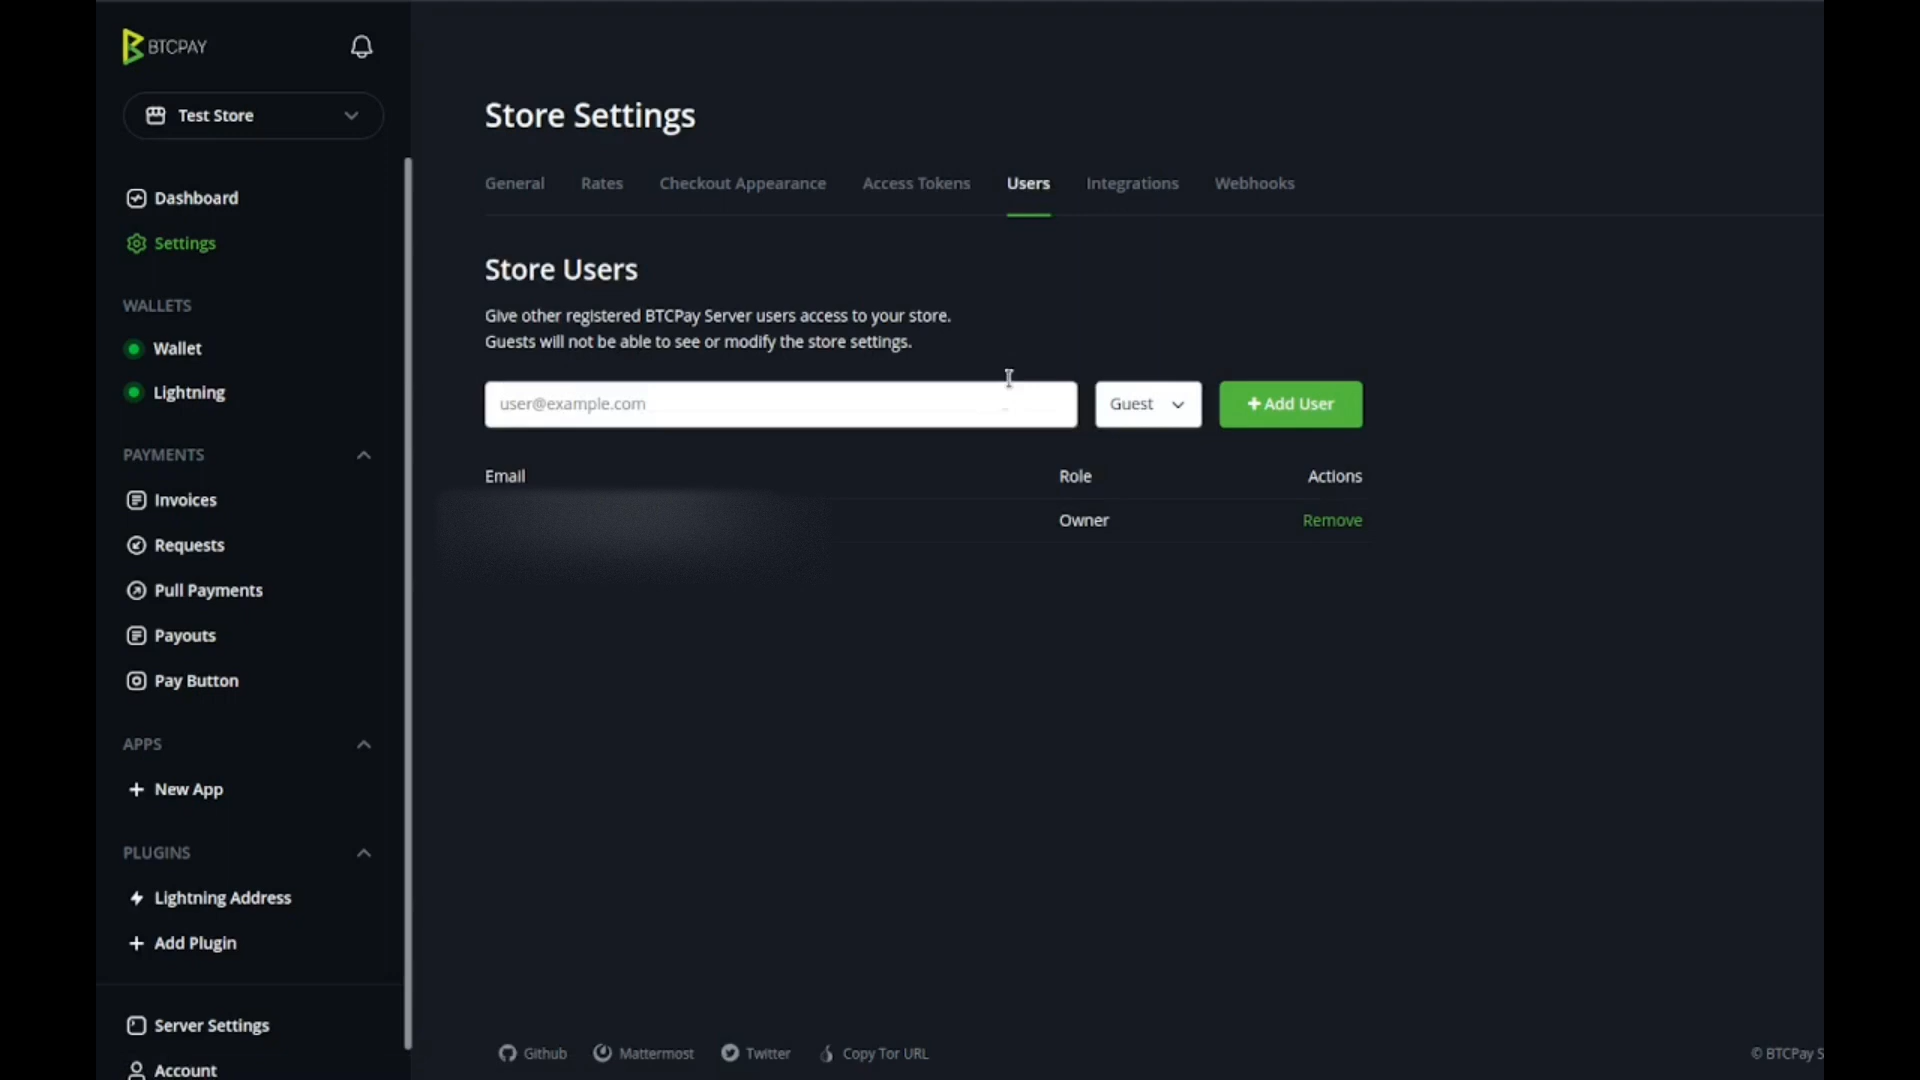 BTCPAY
Test Store
Dashboard
Settings
WALLETS
Wallet
Lightning
PAYMENTS
Invoices
Requests
Pull Payments
Payouts
Pay Button
APPS
New App
PLUGINS
Lightning Address
Add Plugin
Server Settings
Account
Store Settings
General Rates Checkout Appearance Access Tokens Users Integrations Webhooks
Store Users
Give other registered BTCPay Server users access to your store.
Guests will not be able to see or modify the store settings.
user@example.com Guest + Add User
Email Role Actions
Owner Remove
Github Mattermost Twitter Copy Tor URL © BTCPay S